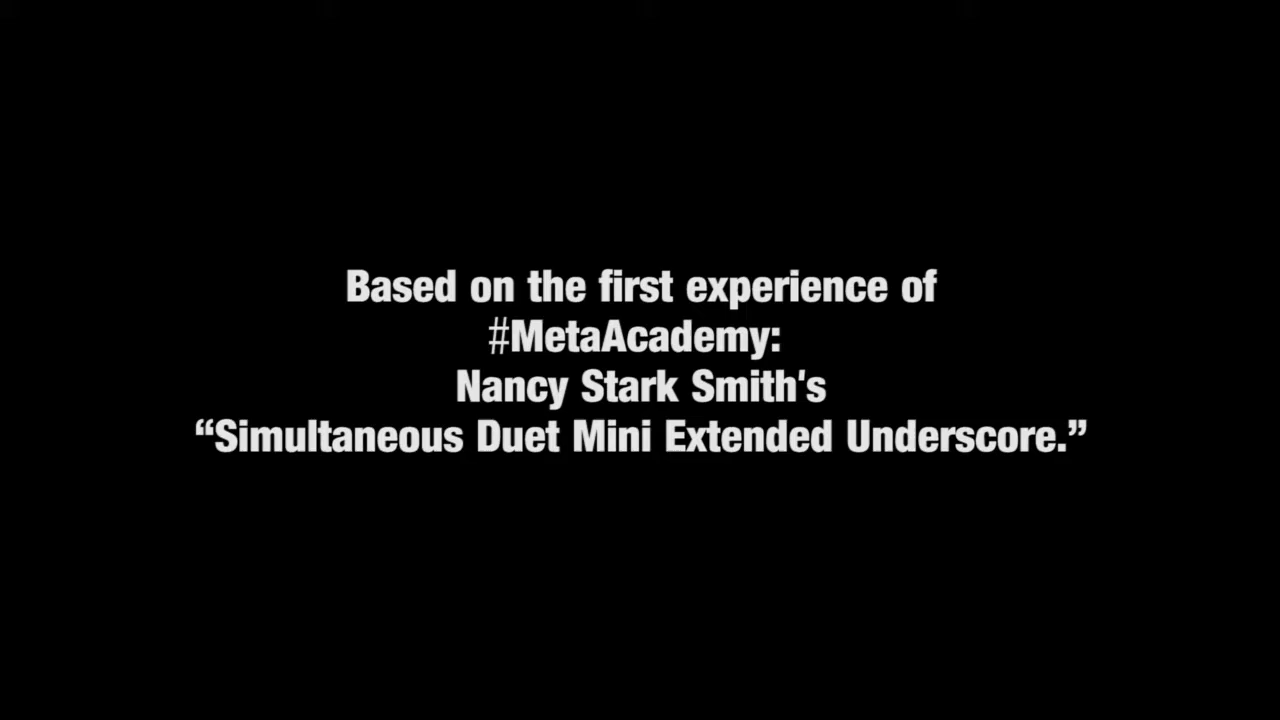 Based on the first experience of
#MetaAcademy:
Nancy Stark Smith's
“Simultaneous Duet Mini Extended Underscore.”